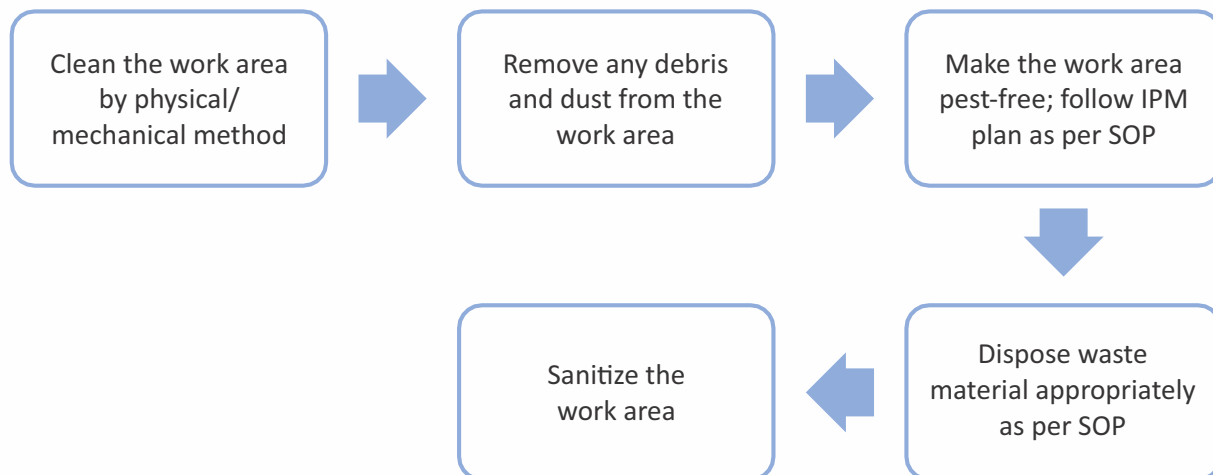 Clean the work area
by physical/
mechanical method
Remove any debris
and dust from the
work area
Make the work area
pest-free; follow IPM
plan as per SOP
Dispose waste
material appropriately
as per SOP
Sanitize the
work area